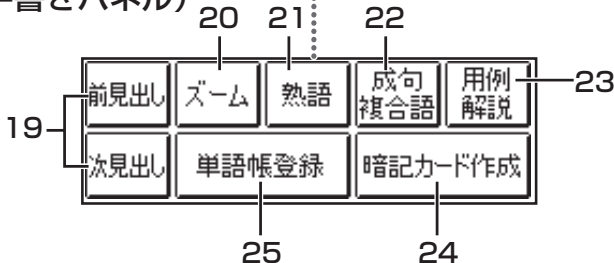 書きパネル）
20 21 22
前見出し ズーム 熟語 成句
複合語 用例
解説 23
19
次見出し 単語帳登録 暗記カード作成
25 24